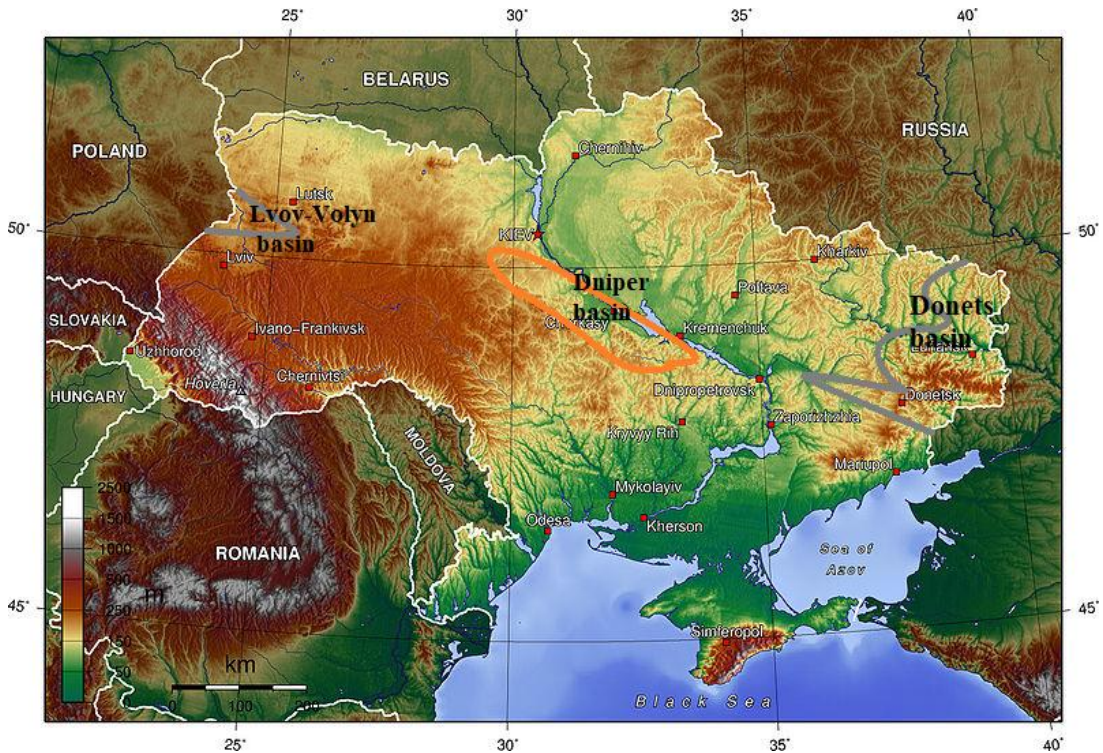 25°
30°
35°
40°
BELARUS
RUSSIA
POLAND
Chernihiv
Lutsk
Lvov-Volyn
basin
50°
50°
KIEV
Kharkiv
Lviv
Dniper
basin
Poltava
Donets
basin
SLOVAKIA
Ivano-Frankivsk
Cherkasy
Kremenchuk
Luhansk
Uzhhorod
Hoverla
Chernivts
HUNGARY
Dnipropetrovsk
Donetsk
Zaporizhzhia
Kryvyy Rih
MOLDOVA
Mariupol
2500
1500
1000
500
m
250
Mykolayiv
Odesa
Kherson
ROMANIA
Sea of
Azov
45°
45°
Simferopol
km
0 100 200
Black Sea
25°
30°
35°
40°